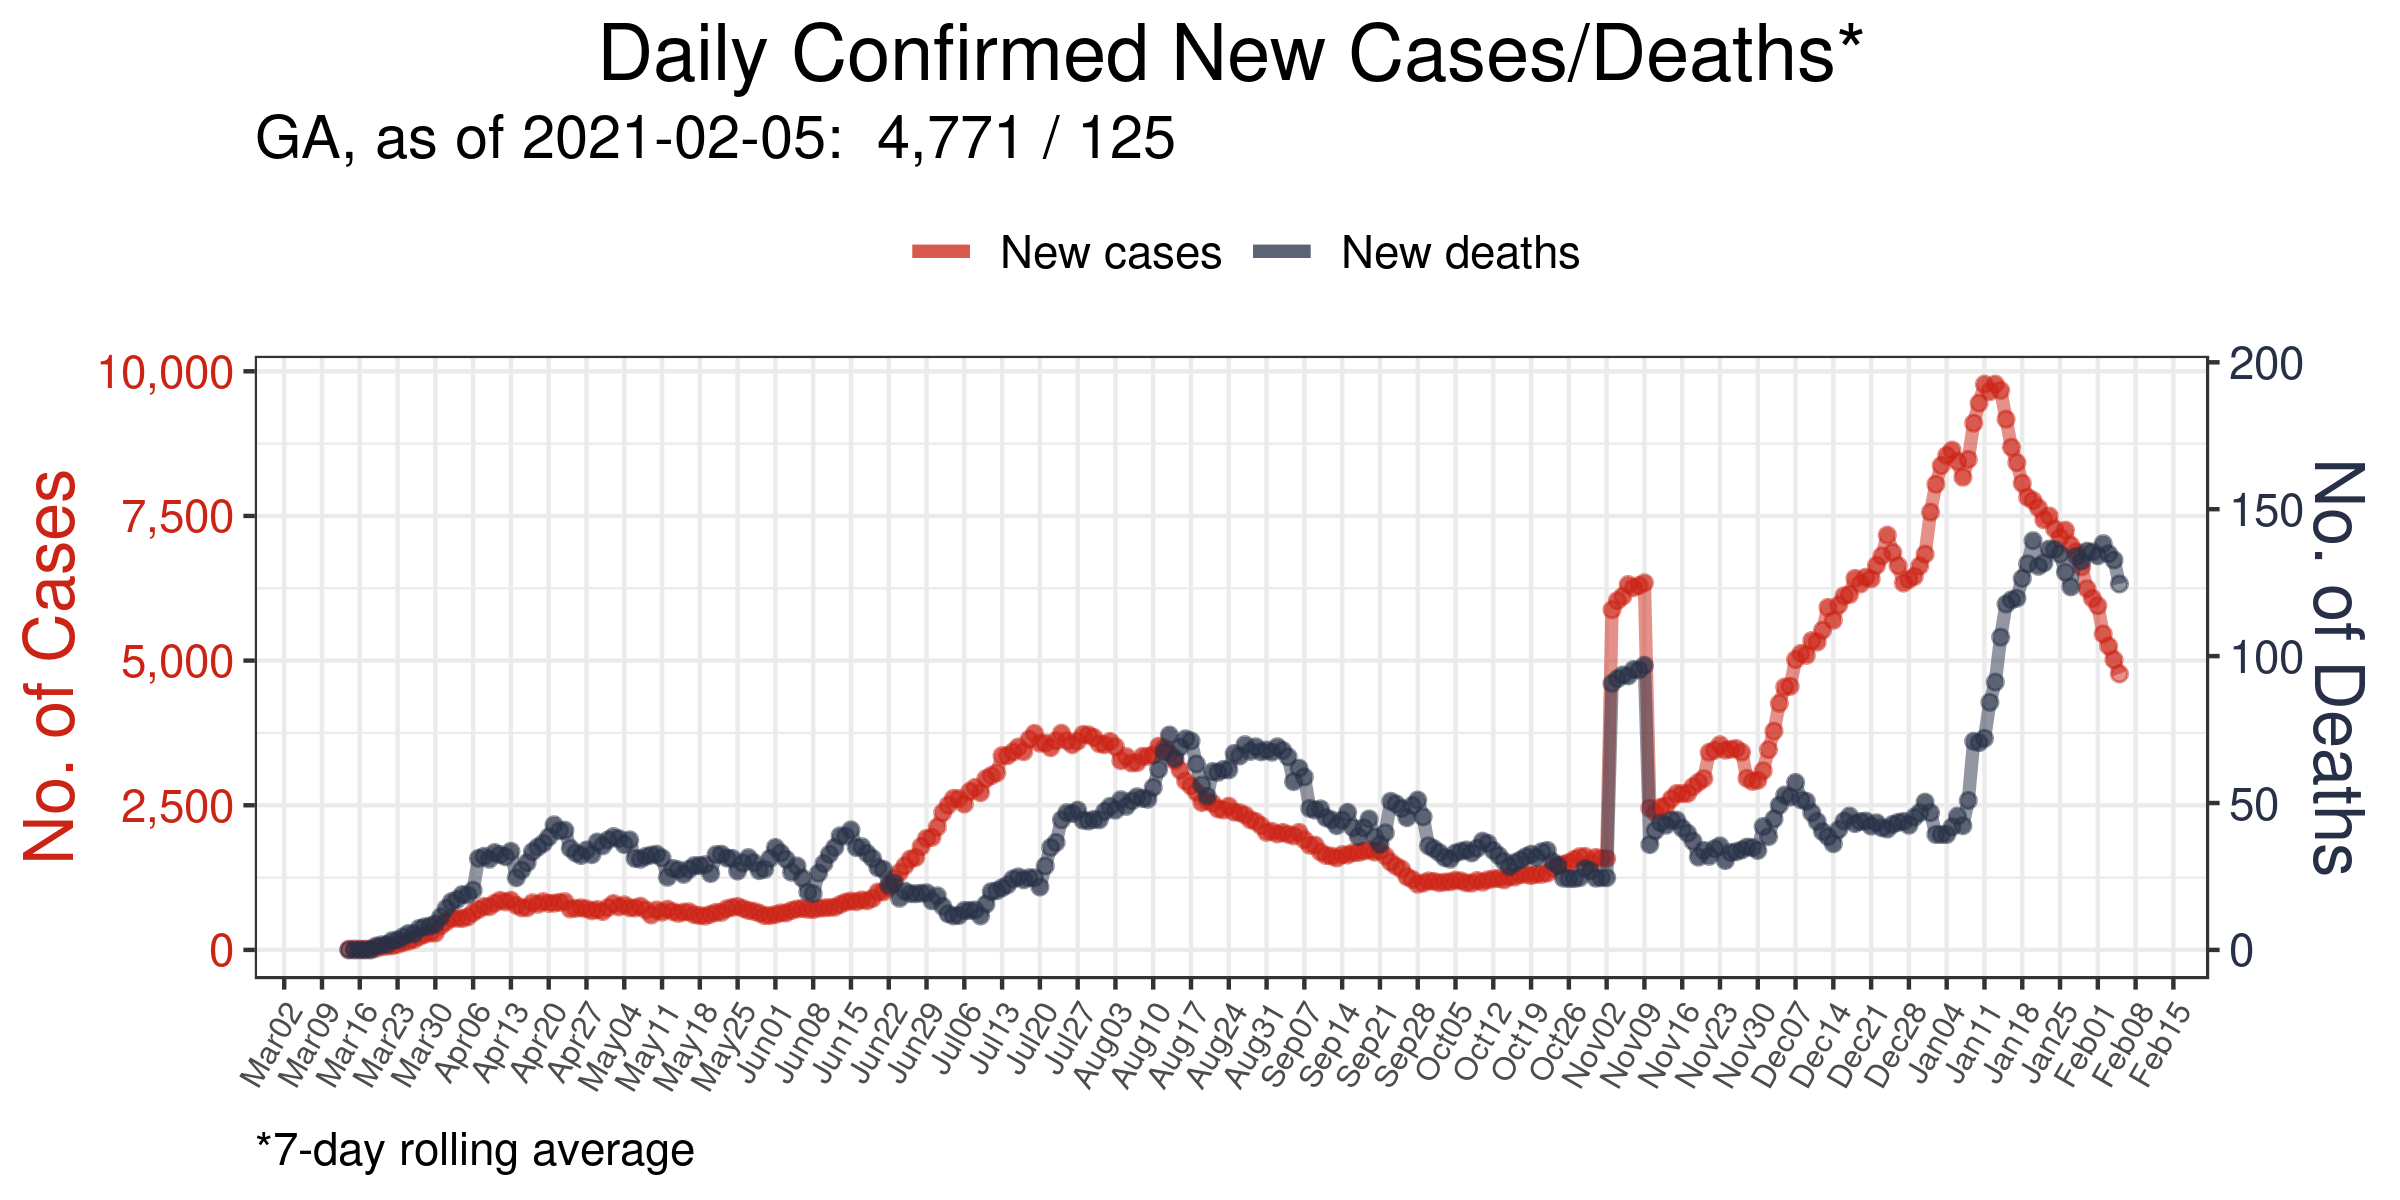 Daily Confirmed New Cases/Deaths*
GA, as of 2021-02-05:  4,771 / 125
New cases
New deaths
No. of Cases
10,000
7,500
5,000
2,500
0
200
150
100
50
0
No. of Deaths
Mar02
Mar09
Mar16
Mar23
Mar30
Apr06
Apr13
Apr20
Apr27
May04
May11
May18
May25
Jun01
Jun08
Jun15
Jun22
Jun29
Jul06
Jul13
Jul20
Jul27
Aug03
Aug10
Aug17
Aug24
Aug31
Sep07
Sep14
Sep21
Sep28
Oct05
Oct12
Oct19
Oct26
Nov02
Nov09
Nov16
Nov23
Nov30
Dec07
Dec14
Dec21
Dec28
Jan04
Jan11
Jan18
Jan25
Feb01
Feb08
Feb15
*7-day rolling average